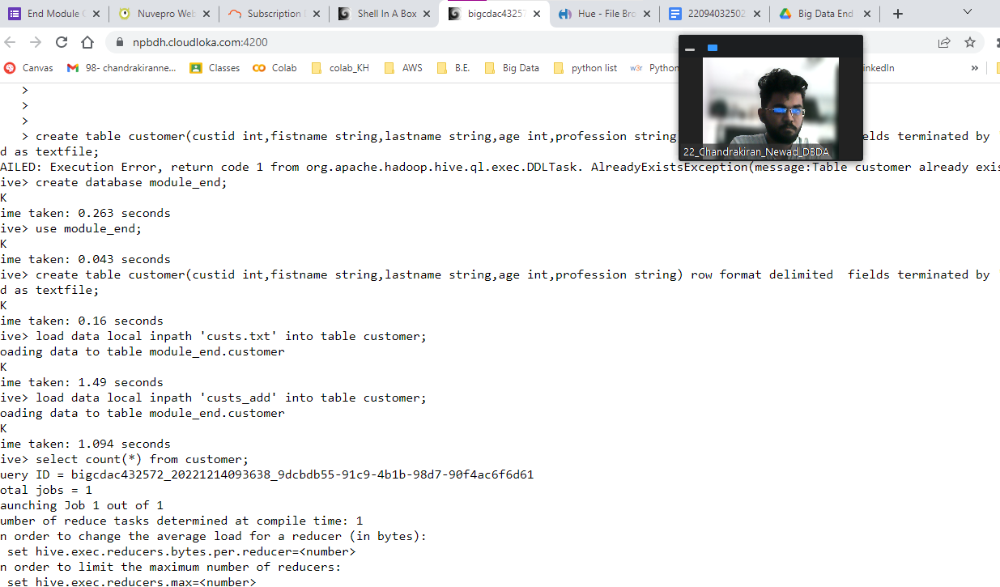 End Module
Nuvepro Web
Subscription
Shell In A Box
bigcdac43257
Hue - File Bro
22094032502
Big Data End
npbdh.cloudloka.com:4200
Canvas
98- chandrakiranne...
Classes
Colab
colab_KH
AWS
B.E.
Big Data
python list
w3r
Python
inkedIn
»
22_Chandrakiran_Newad_DBDA
>
>
>
> create table customer(custid int,fistname string,lastname string,age int,profession string elds terminated by
d as textfile;
AILED: Execution Error, return code 1 from org.apache.hadoop.hive.ql.exec.DDLTask. AlreadyExistsException(message:Table customer already exis
ive> create database module_end;
K
ime taken: 0.263 seconds
ive> use module_end;
K
ime taken: 0.043 seconds
ive> create table customer(custid int,fistname string,lastname string,age int,profession string) row format delimited  fields terminated by '
d as textfile;
K
ime taken: 0.16 seconds
ive> load data local inpath 'custs.txt' into table customer;
oading data to table module_end.customer
K
ime taken: 1.49 seconds
ive> load data local inpath 'custs_add' into table customer;
oading data to table module_end.customer
K
ime taken: 1.094 seconds
ive> select count(*) from customer;
uery ID = bigcdac432572_20221214093638_9dcbdb55-91c9-4b1b-98d7-90f4ac6f6d61
otal jobs = 1
aunching Job 1 out of 1
umber of reduce tasks determined at compile time: 1
n order to change the average load for a reducer (in bytes):
set hive.exec.reducers.bytes.per.reducer=<number>
n order to limit the maximum number of reducers:
set hive.exec.reducers.max=<number>